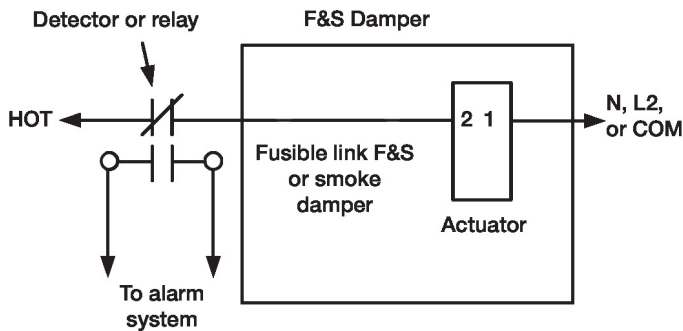 Detector or relay
F&S Damper
HOT
2 1
N, L2,
or COM
Fusible link F&S
or smoke
damper
Actuator
To alarm
system